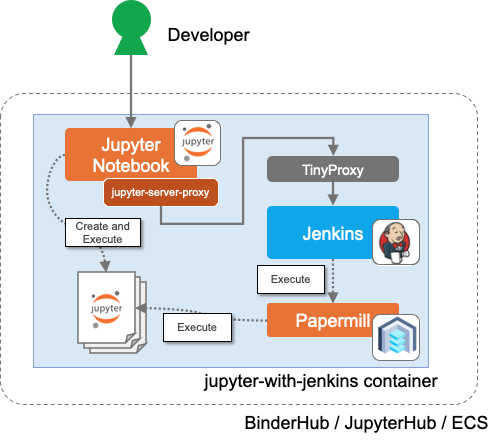 Developer
Jupyter
Notebook
jupyter
jupyter-server-proxy
TinyProxy
Create and
Execute
Jenkins
Execute
jupyter
Execute
Papermill
jupyter-with-jenkins container
BinderHub / JupyterHub / ECS